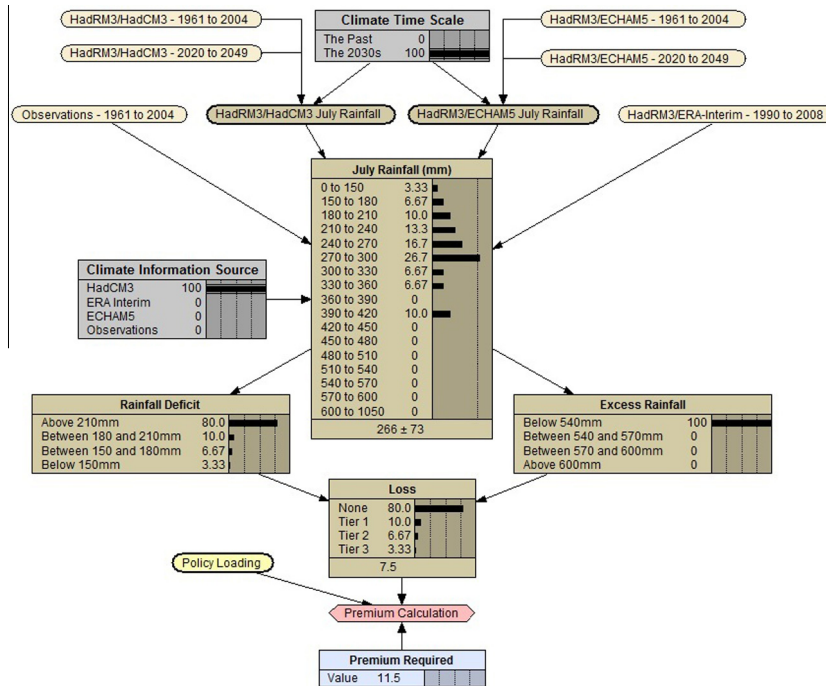 HadRM3/HadCM3 - 1961 to 2004
HadRM3/HadCM3 - 2020 to 2049
Climate Time Scale
The Past 0
The 2030s 100
HadRM3/ECHAM5 - 1961 to 2004
HadRM3/ECHAM5 - 2020 to 2049
Observations - 1961 to 2004
HadRM3/HadCM3 July Rainfall
HadRM3/ECHAM5 July Rainfall
HadRM3/ERA-Interim - 1990 to 2008
July Rainfall (mm)
0 to 150 3.33
150 to 180 6.67
180 to 210 10.0
210 to 240 13.3
240 to 270 16.7
270 to 300 26.7
300 to 330 6.67
330 to 360 6.67
360 to 390 0
390 to 420 10.0
420 to 450 0
450 to 480 0
480 to 510 0
510 to 540 0
540 to 570 0
570 to 600 0
600 to 1050 0
266 ± 73
Climate Information Source
HadCM3 100
ERA Interim 0
ECHAM5 0
Observations 0
Rainfall Deficit
Above 210mm 80.0
Between 180 and 210mm 10.0
Between 150 and 180mm 6.67
Below 150mm 3.33
Excess Rainfall
Below 540mm 100
Between 540 and 570mm 0
Between 570 and 600mm 0
Above 600mm 0
Loss
None 80.0
Tier 1 10.0
Tier 2 6.67
Tier 3 3.33
7.5
Policy Loading
Premium Calculation
Premium Required
Value 11.5